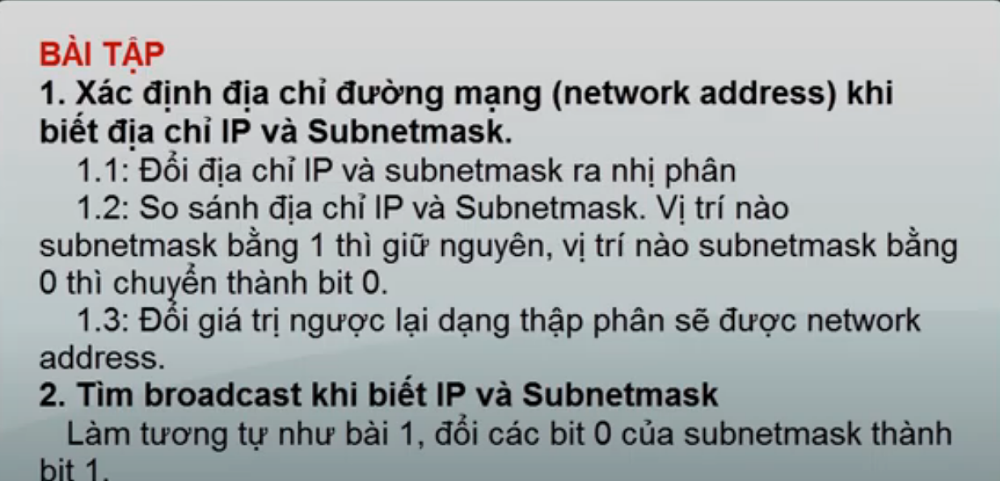 BÀI TẬP
1. Xác định địa chỉ đường mạng (network address) khi
biết địa chỉ IP và Subnetmask.
1.1: Đổi địa chỉ IP và subnetmask ra nhị phân
1.2: So sánh địa chỉ IP và Subnetmask. Vị trí nào
subnetmask bằng 1 thì giữ nguyên, vị trí nào subnetmask bằng
0 thì chuyển thành bit 0.
1.3: Đổi giá trị ngược lại dạng thập phân sẽ được network
address.
2. Tìm broadcast khi biết IP và Subnetmask
Làm tương tự như bài 1, đổi các bit 0 của subnetmask thành
bit 1.